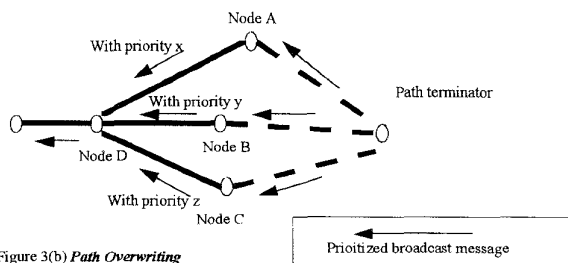 Node A
With priority x
Path terminator
With priority y
Node B
Node D
With priority z
Node C
Prioitized broadcast message
Figure 3(b) Path Overwriting